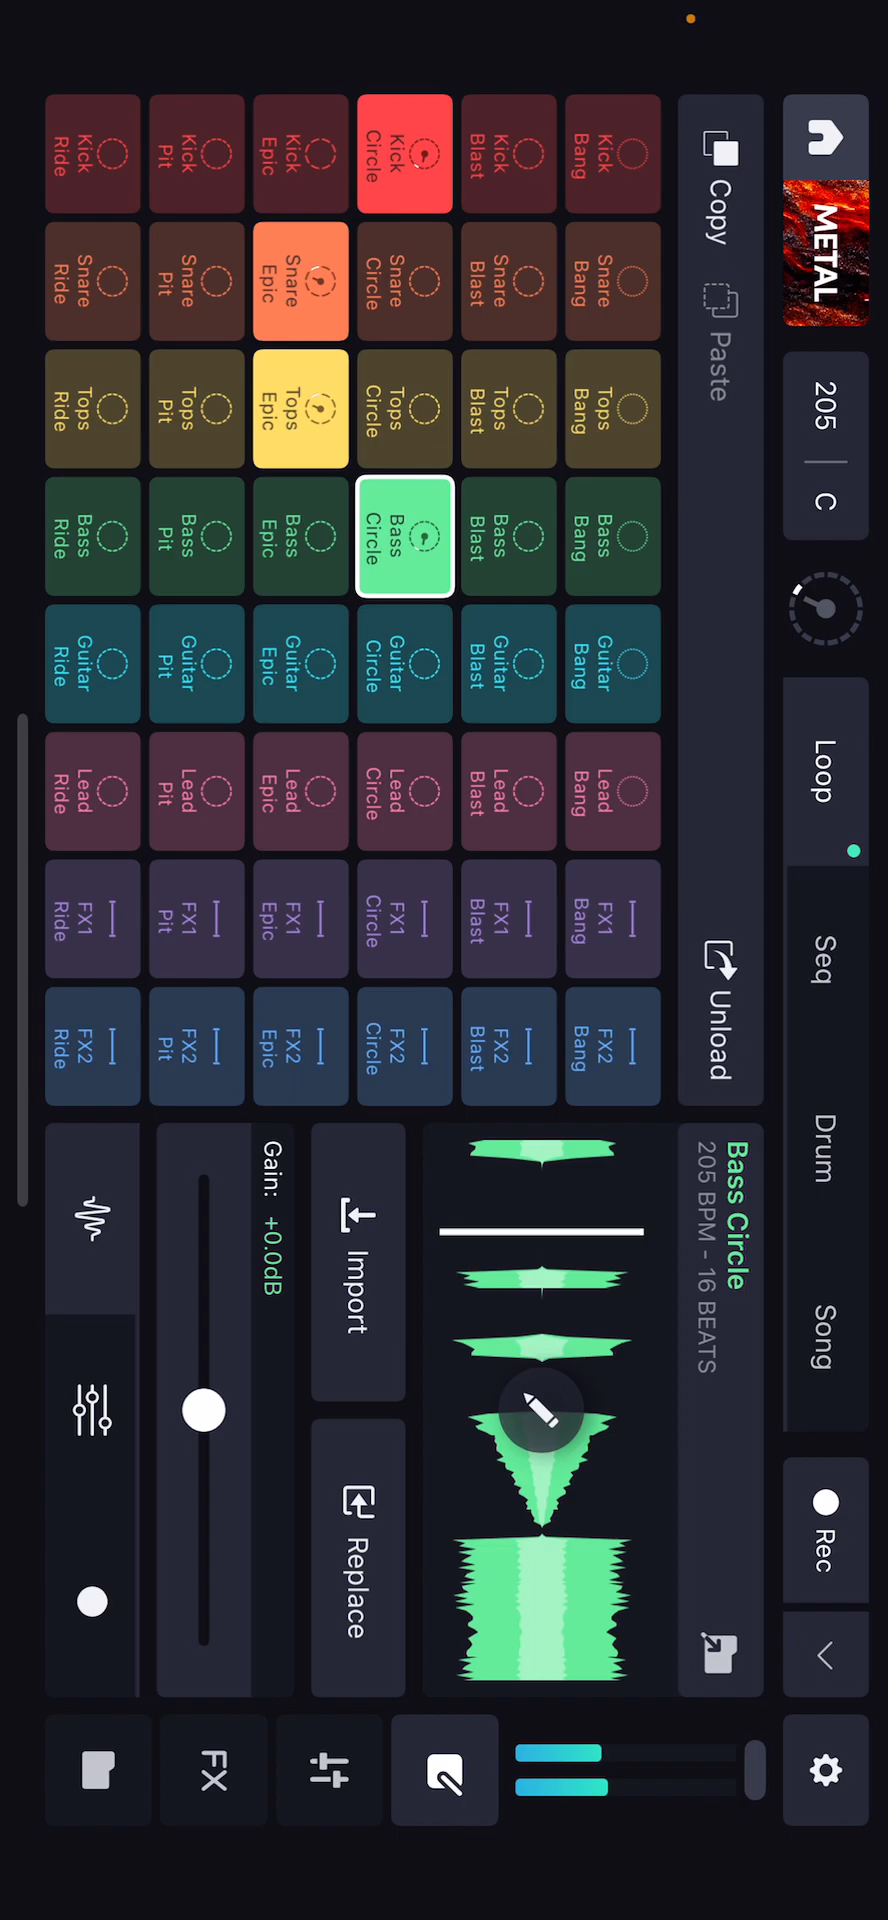 METAL
205
C
Loop
Seq
Drum
Song
Rec
Copy
Paste
Unload
Bass Circle
205 BPM - 16 BEATS
Kick
Bang
Snare
Bang
Tops
Bang
Bass
Bang
Guitar
Bang
Lead
Bang
FX1
Bang
FX2
Bang
Kick
Blast
Snare
Blast
Tops
Blast
Bass
Blast
Guitar
Blast
Lead
Blast
FX1
Blast
FX2
Blast
Kick
Circle
Snare
Circle
Tops
Circle
Bass
Circle
Guitar
Circle
Lead
Circle
FX1
Circle
FX2
Circle
Kick
Epic
Snare
Epic
Tops
Epic
Bass
Epic
Guitar
Epic
Lead
Epic
FX1
Epic
FX2
Epic
Kick
Pit
Snare
Pit
Tops
Pit
Bass
Pit
Guitar
Pit
Lead
Pit
FX1
Pit
FX2
Pit
Kick
Ride
Snare
Ride
Tops
Ride
Bass
Ride
Guitar
Ride
Lead
Ride
FX1
Ride
FX2
Ride
Import
Replace
Gain: +0.0dB
FX